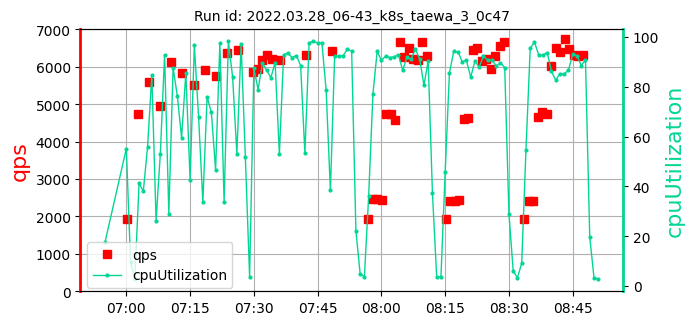 Run id: 2022.03.28_06-43_k8s_taewa_3_0c47
7000
6000
5000
4000
3000
2000
1000
0
qps
100
80
60
40
20
0
cpuUtilization
qps
cpuUtilization
07:00 07:15 07:30 07:45 08:00 08:15 08:30 08:45